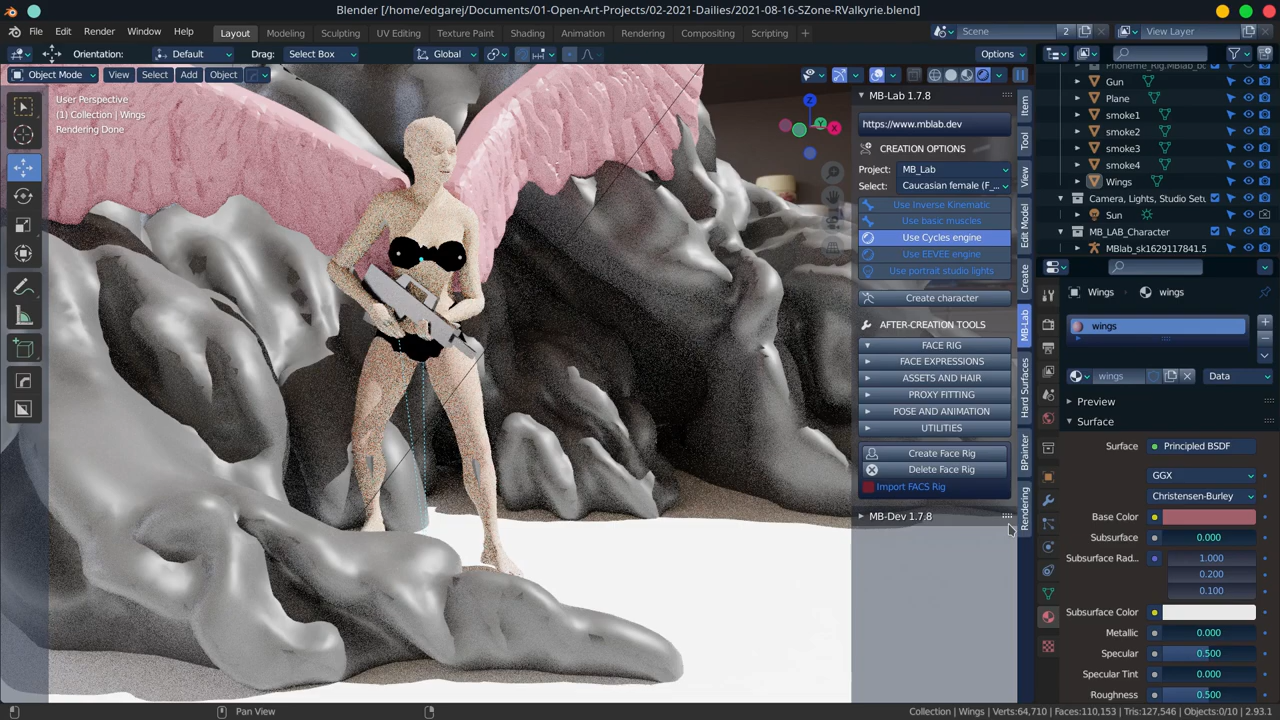 Blender [/home/edgarej/Documents/01-Open-Art-Projects/02-2021-Dailies/2021-08-16-SZone-RValkyrie.blend]
File Edit Render Window Help Layout Modeling Sculpting UV Editing Texture Paint Shading Animation Rendering Compositing Scripting + Scene 2 View Layer
Orientation: Default Drag: Select Box Global Options
Object Mode View Select Add Object
User Perspective
(1) Collection | Wings
Rendering Done
Z
Y
X
MB-Lab 1.7.8
https://www.mblab.dev
CREATION OPTIONS
Project: MB_Lab
Select: Caucasian female (F_...
Use Inverse Kinematic
Use basic muscles
Use Cycles engine
Use EEVEE engine
Use portrait studio lights
Create character
AFTER-CREATION TOOLS
FACE RIG
FACE EXPRESSIONS
ASSETS AND HAIR
PROXY FITTING
POSE AND ANIMATION
UTILITIES
Create Face Rig
Delete Face Rig
Import FACS Rig
MB-Dev 1.7.8
Item
Tool
View
Edit Model
Create
MB-Lab
Hard Surfaces
BPainter
Rendering
Gun
Plane
smoke1
smoke2
smoke3
smoke4
Wings
Camera, Lights, Studio Setu
Sun
MB_LAB_Character
MBlab_sk1629117841.5
Wings wings
wings
wings Data
Preview
Surface
Surface Principled BSDF
GGX
Christensen-Burley
Base Color
Subsurface 0.000
Subsurface Rad... 1.000
0.200
0.100
Subsurface Color
Metallic 0.000
Specular 0.500
Specular Tint 0.000
Roughness 0.500
Pan View
Collection | Wings | Verts:64,710 | Faces:110,153 | Tris:127,546 | Objects:0/10 | 2.93.1